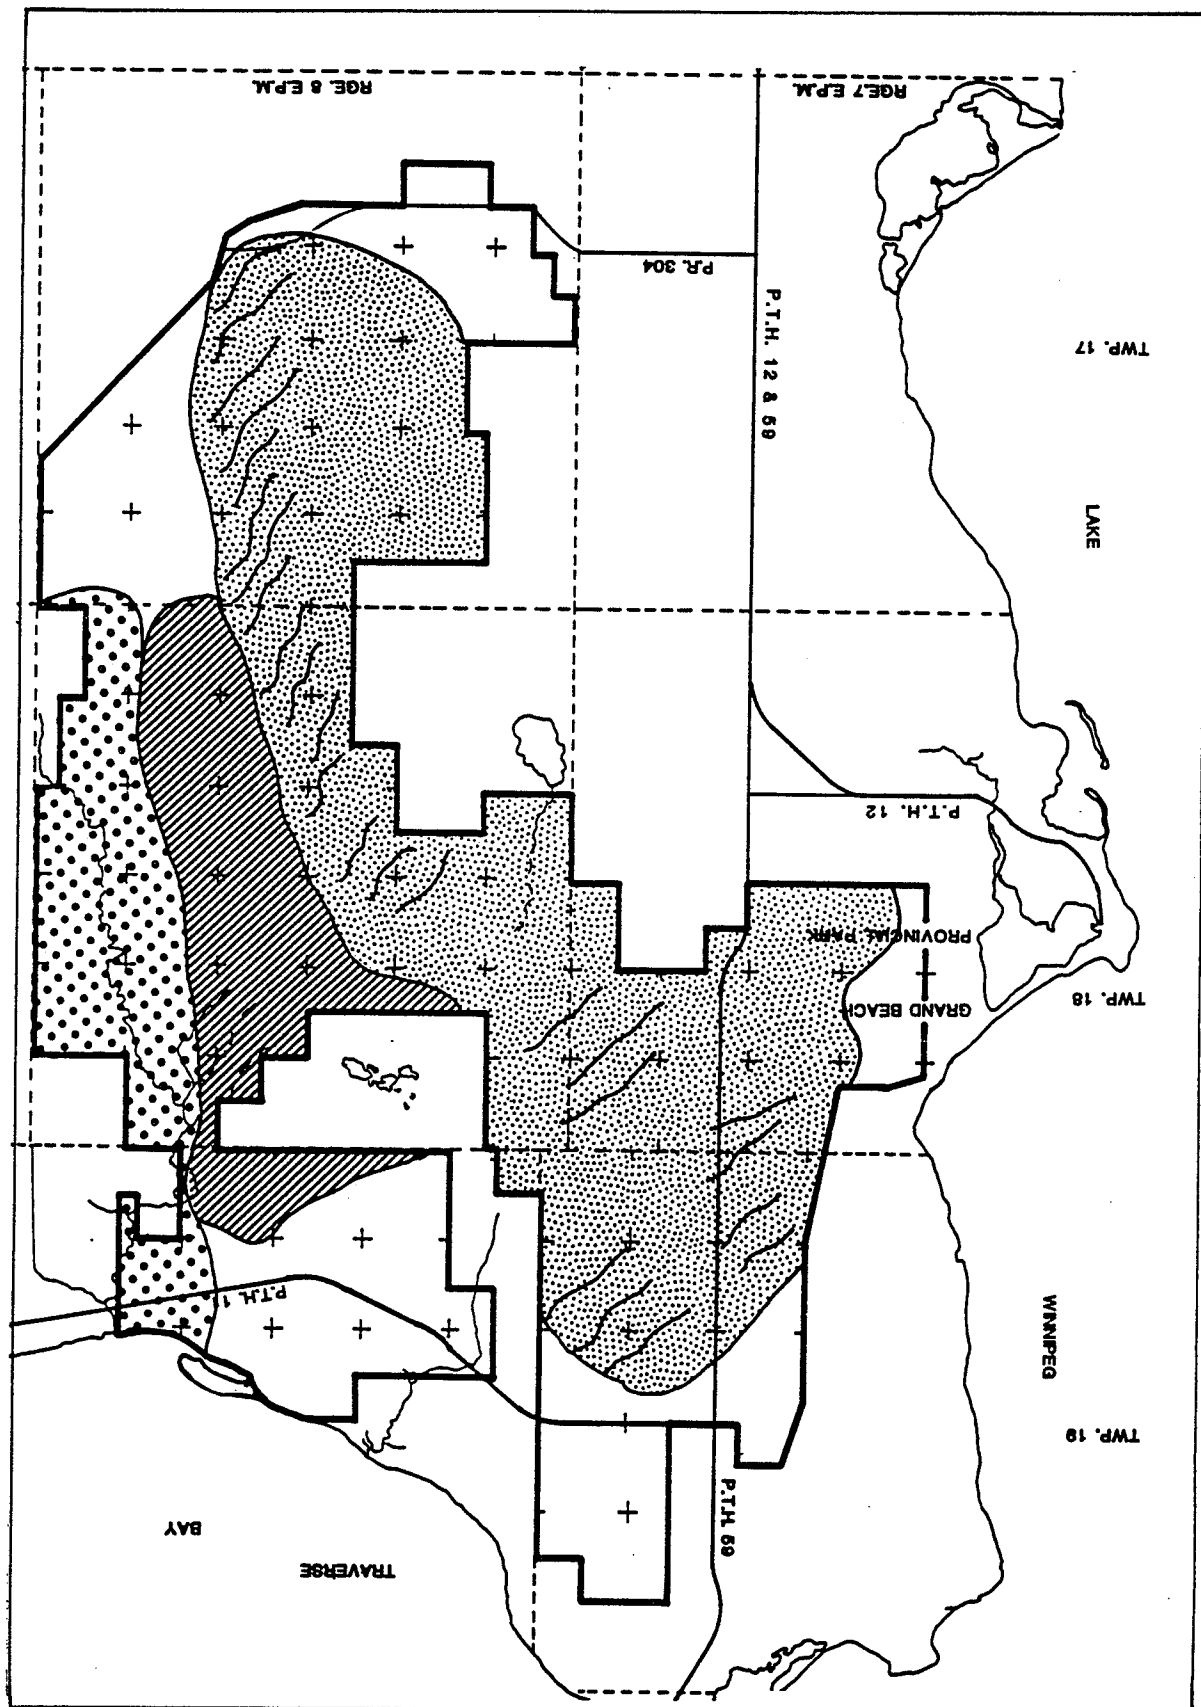 TRAVERSE
BAY
P.T.H. 59
TWP. 19
WINNIPEG
P.T.H. 11
TWP. 18
GRAND BEACH
PROVINCIAL PARK
P.T.H. 12
LAKE
P.T.H. 12 & 59
TWP. 17
P.R. 304
RGE. 7 E.P.M.
RGE. 8 E.P.M.